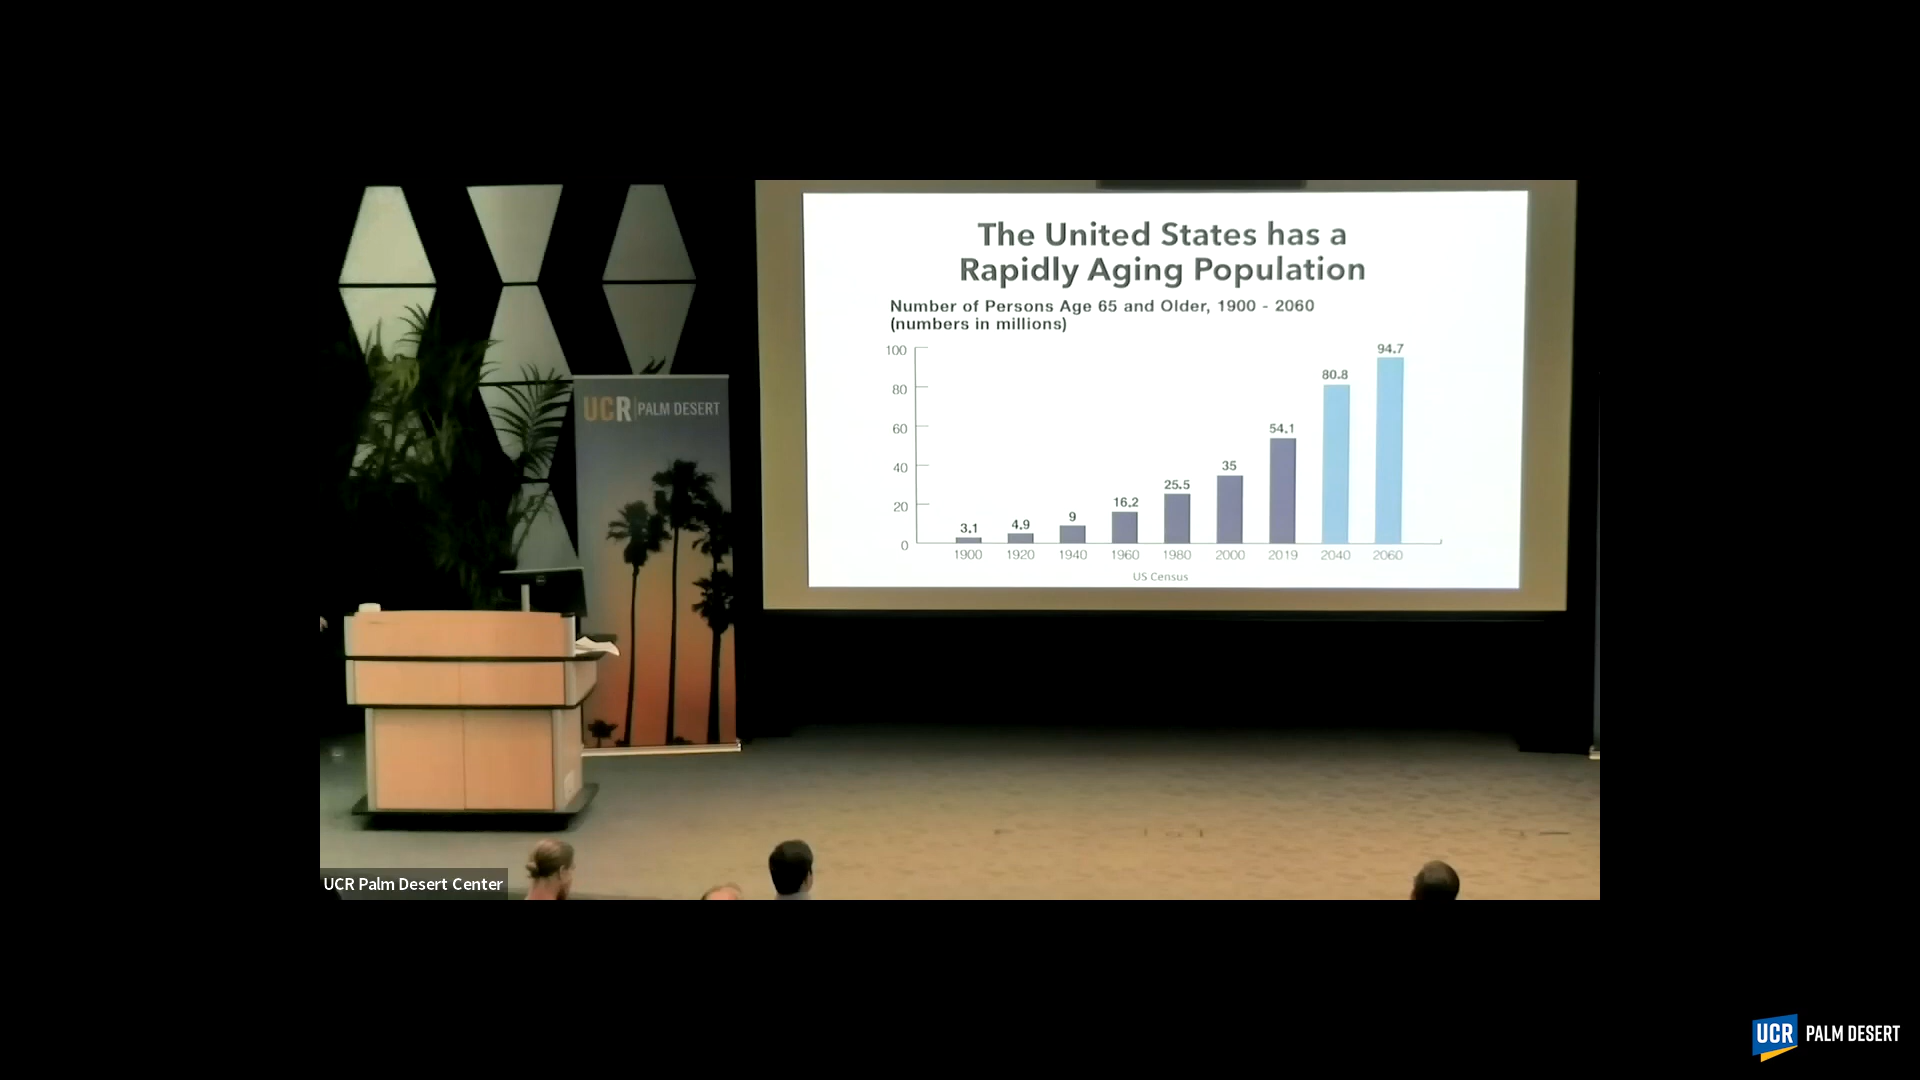 The United States has a
Rapidly Aging Population
Number of Persons Age 65 and Older, 1900 - 2060
(numbers in millions)
100
80
60
40
20
0
3.1
4.9
9
16.2
25.5
35
54.1
80.8
94.7
1900 1920 1940 1960 1980 2000 2019 2040 2060
US Census
UCR PALM DESERT
UCR Palm Desert Center
UCR PALM DESERT